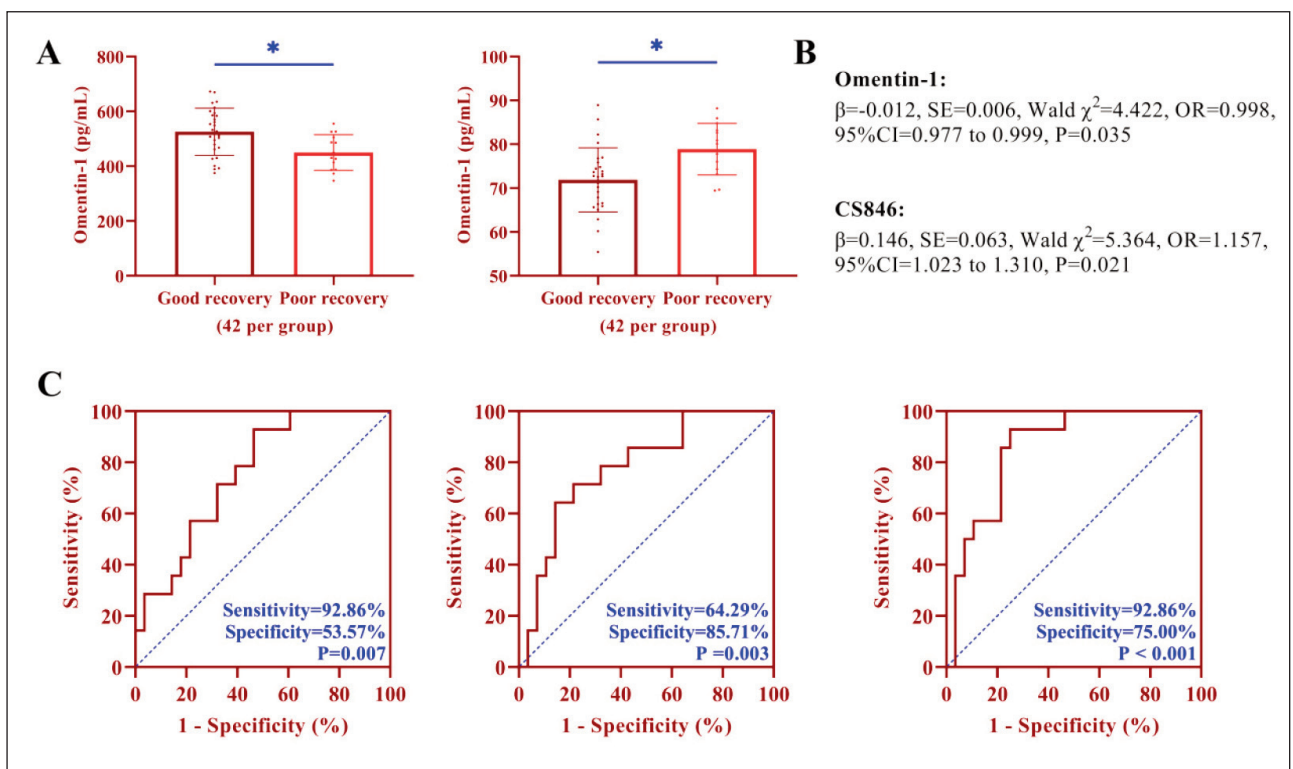 A
B
*
*
800
600
400
200
0
Omentin-1 (pg/mL)
Good recovery Poor recovery
(42 per group)
100
90
80
70
60
50
Omentin-1 (pg/mL)
Good recovery Poor recovery
(42 per group)
Omentin-1:
β=-0.012, SE=0.006, Wald χ²=4.422, OR=0.998,
95%CI=0.977 to 0.999, P=0.035
CS846:
β=0.146, SE=0.063, Wald χ²=5.364, OR=1.157,
95%CI=1.023 to 1.310, P=0.021
C
100
80
60
40
20
0
Sensitivity (%)
Sensitivity=92.86%
Specificity=53.57%
P=0.007
0 20 40 60 80 100
1 - Specificity (%)
100
80
60
40
20
0
Sensitivity (%)
Sensitivity=64.29%
Specificity=85.71%
P =0.003
0 20 40 60 80 100
1 - Specificity (%)
100
80
60
40
20
0
Sensitivity (%)
Sensitivity=92.86%
Specificity=75.00%
P < 0.001
0 20 40 60 80 100
1 - Specificity (%)